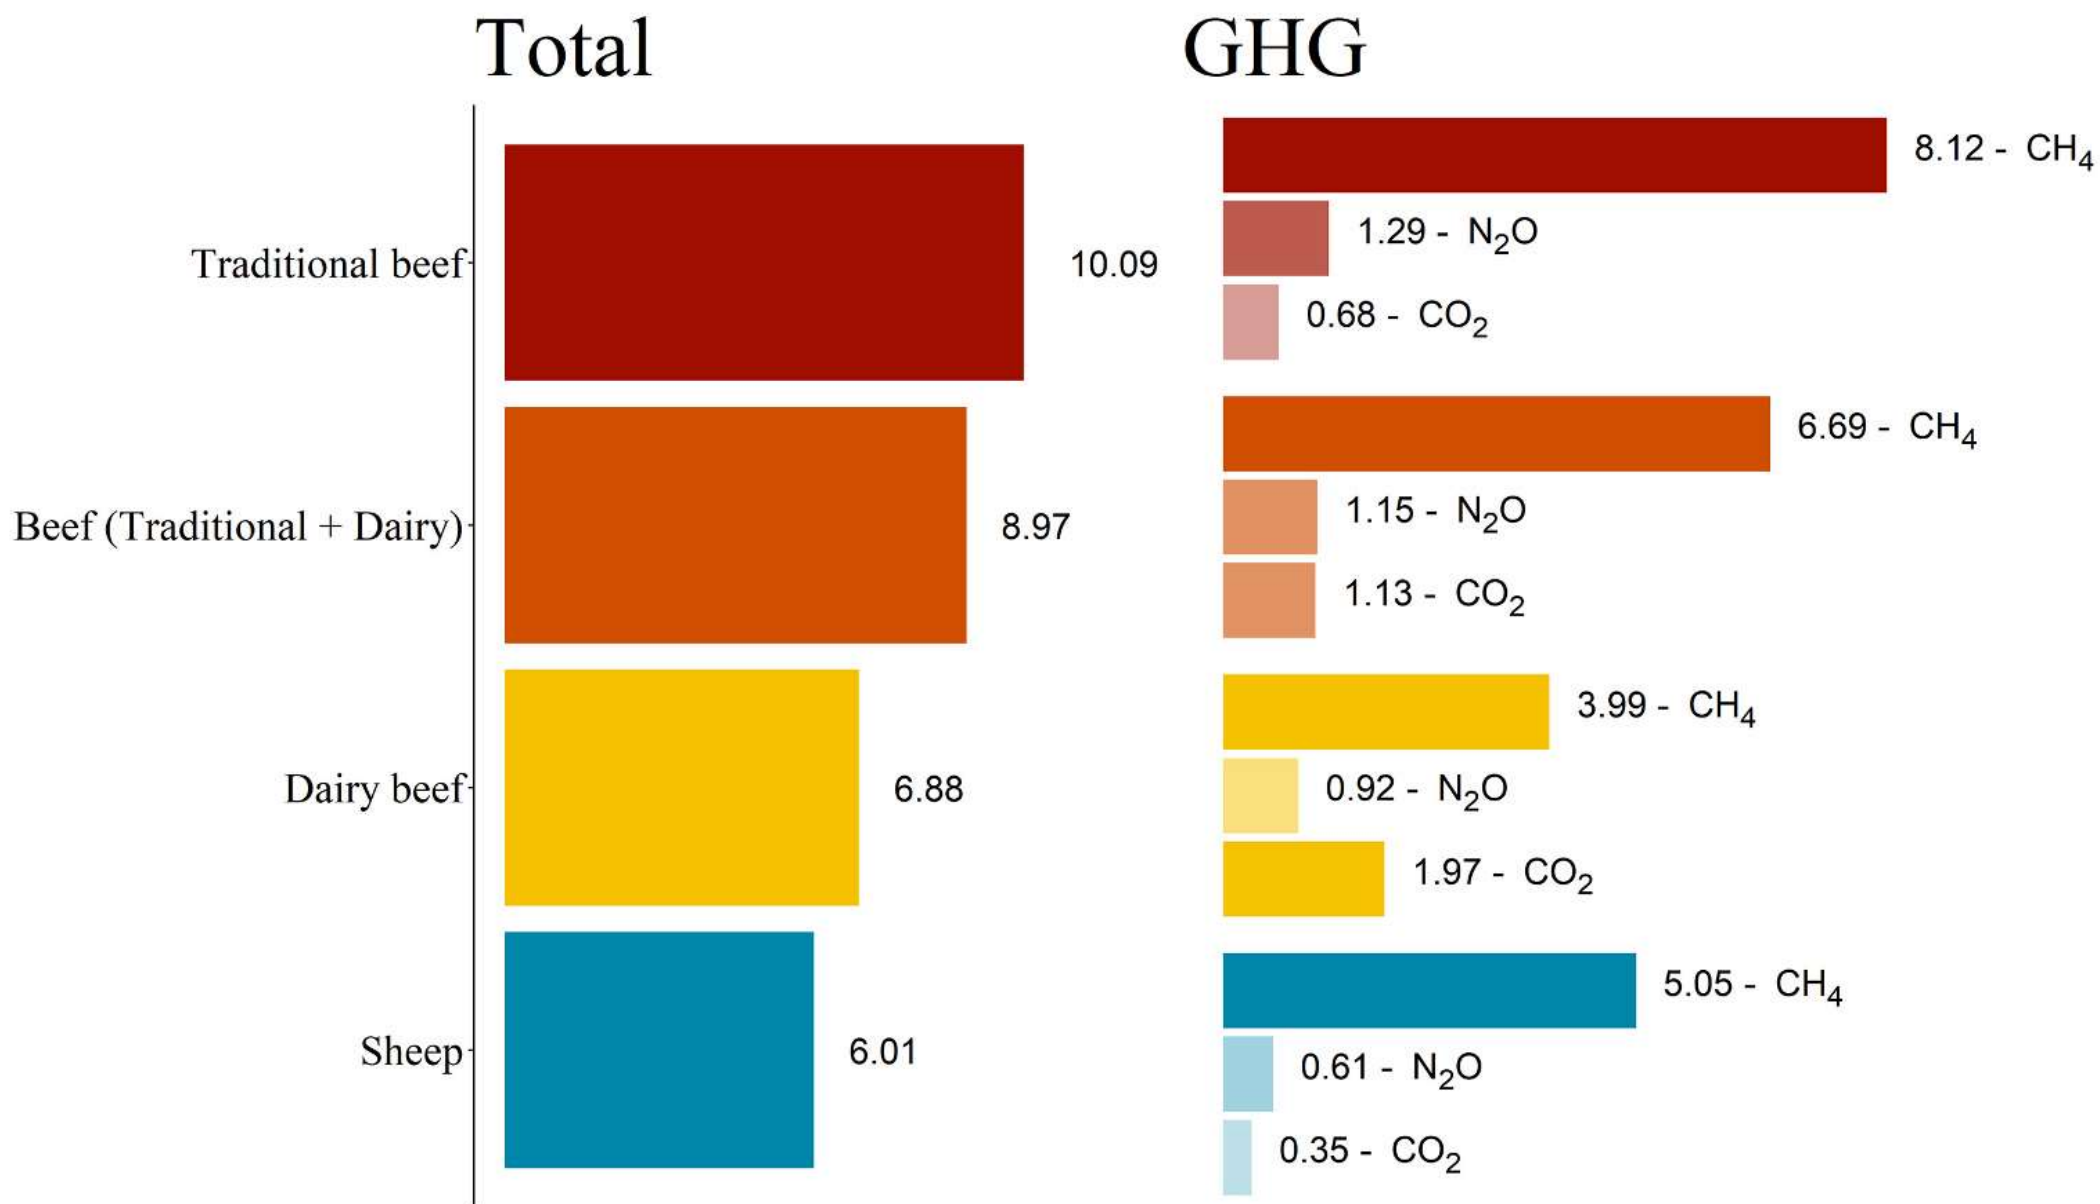 Total
Traditional beef
10.09
Beef (Traditional + Dairy)
8.97
Dairy beef
6.88
Sheep
6.01
GHG
8.12 - CH₄
1.29 - N₂O
0.68 - CO₂
6.69 - CH₄
1.15 - N₂O
1.13 - CO₂
3.99 - CH₄
0.92 - N₂O
1.97 - CO₂
5.05 - CH₄
0.61 - N₂O
0.35 - CO₂